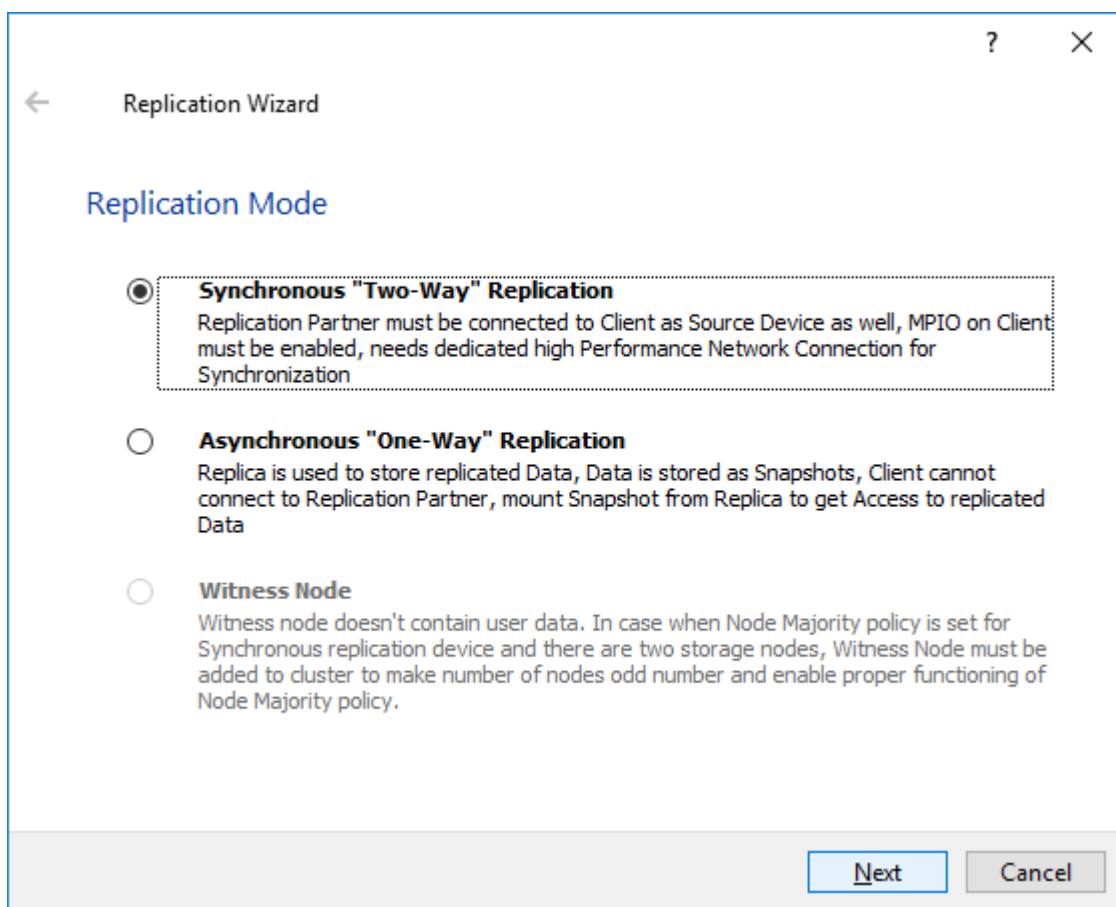 ?
Replication Wizard
Replication Mode
Synchronous "Two-Way" Replication
Replication Partner must be connected to Client as Source Device as well, MPIO on Client
must be enabled, needs dedicated high Performance Network Connection for
Synchronization
Asynchronous "One-Way" Replication
Replica is used to store replicated Data, Data is stored as Snapshots, Client cannot
connect to Replication Partner, mount Snapshot from Replica to get Access to replicated
Data
Witness Node
Witness node doesn't contain user data. In case when Node Majority policy is set for
Synchronous replication device and there are two storage nodes, Witness Node must be
added to cluster to make number of nodes odd number and enable proper functioning of
Node Majority policy.
Next Cancel